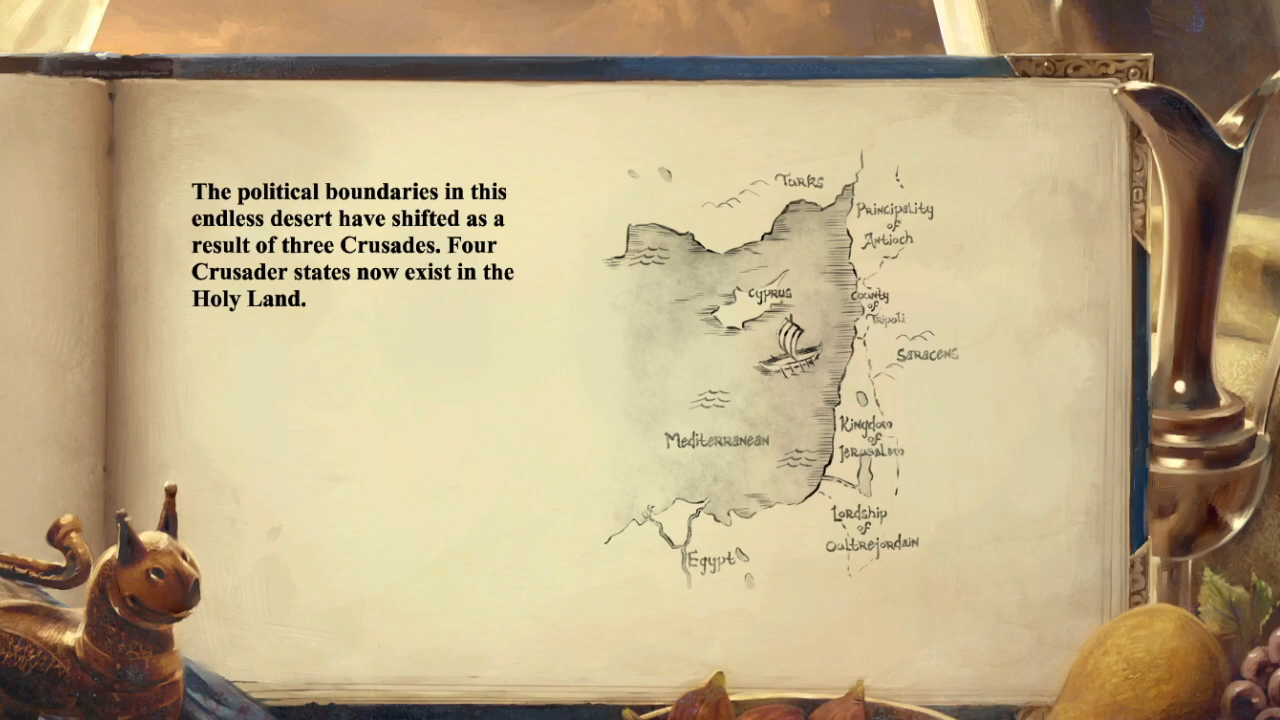 The political boundaries in this
endless desert have shifted as a
result of three Crusades. Four
Crusader states now exist in the
Holy Land.
Turks
Principality
of
Antioch
Cyprus
County
of
Tripoli
Saracens
Mediterranean
Kingdom
of
Jerusalem
Lordship
of
Oultrejordain
Egypt